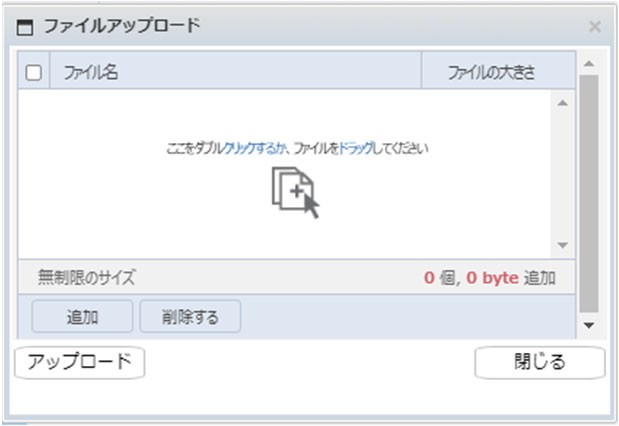 ファイルアップロード
ファイル名 ファイルの大きさ
ここをダブルクリックするか、ファイルをドラッグしてください
無制限のサイズ 0 個, 0 byte 追加
追加 削除する
アップロード 閉じる